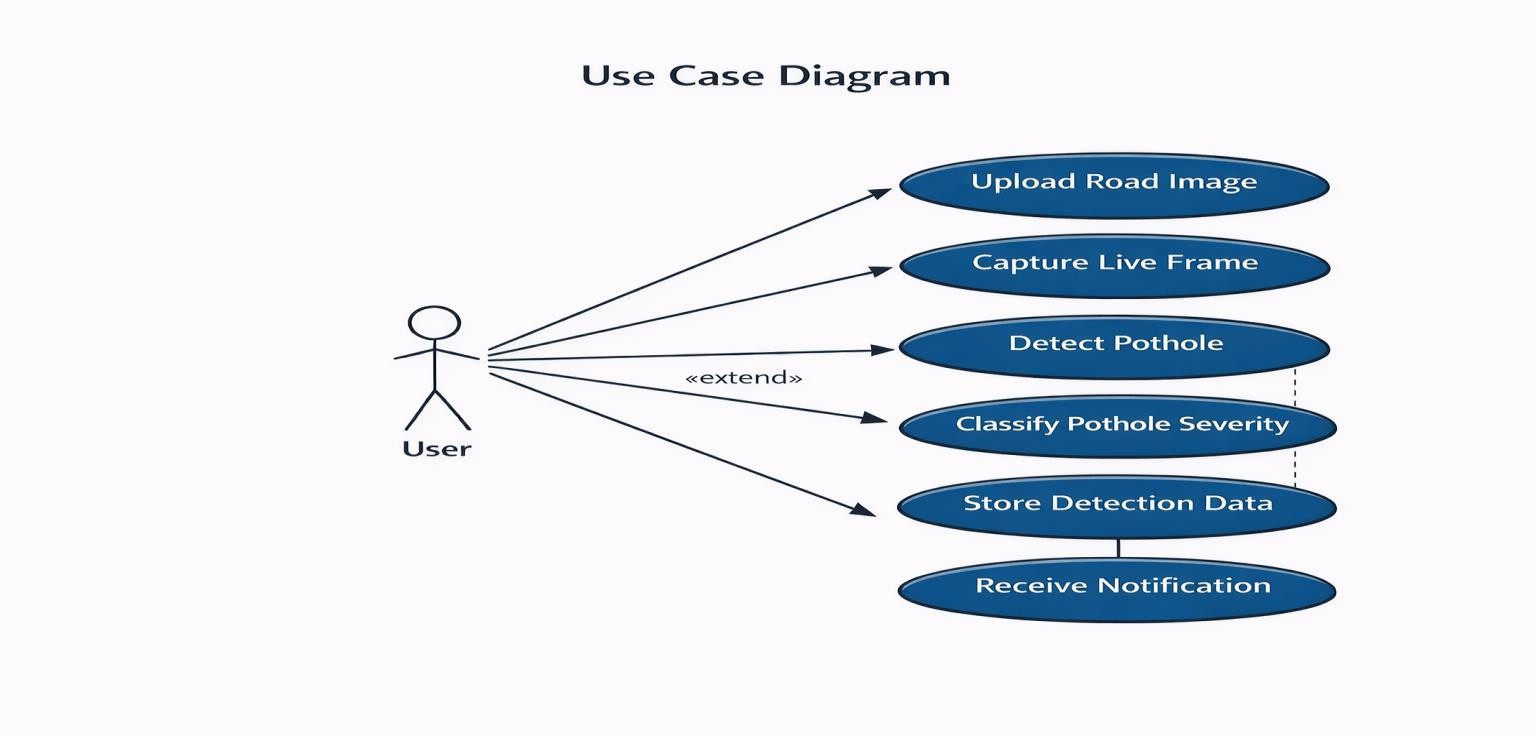 Use Case Diagram
Upload Road Image
Capture Live Frame
Detect Pothole
«extend»
Classify Pothole Severity
User
Store Detection Data
Receive Notification